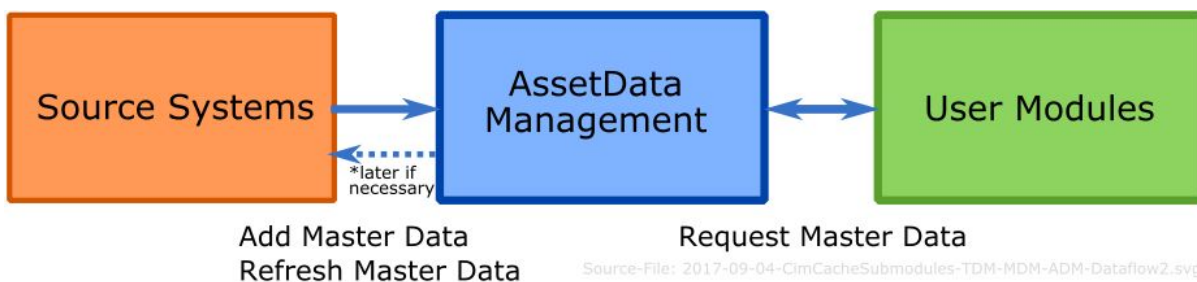 Source Systems
AssetData
Management
User Modules
*later if
necessary
Add Master Data
Refresh Master Data
Request Master Data
Source-File: 2017-09-04-CimCacheSubmodules-TDM-MDM-ADM-Dataflow2.svg